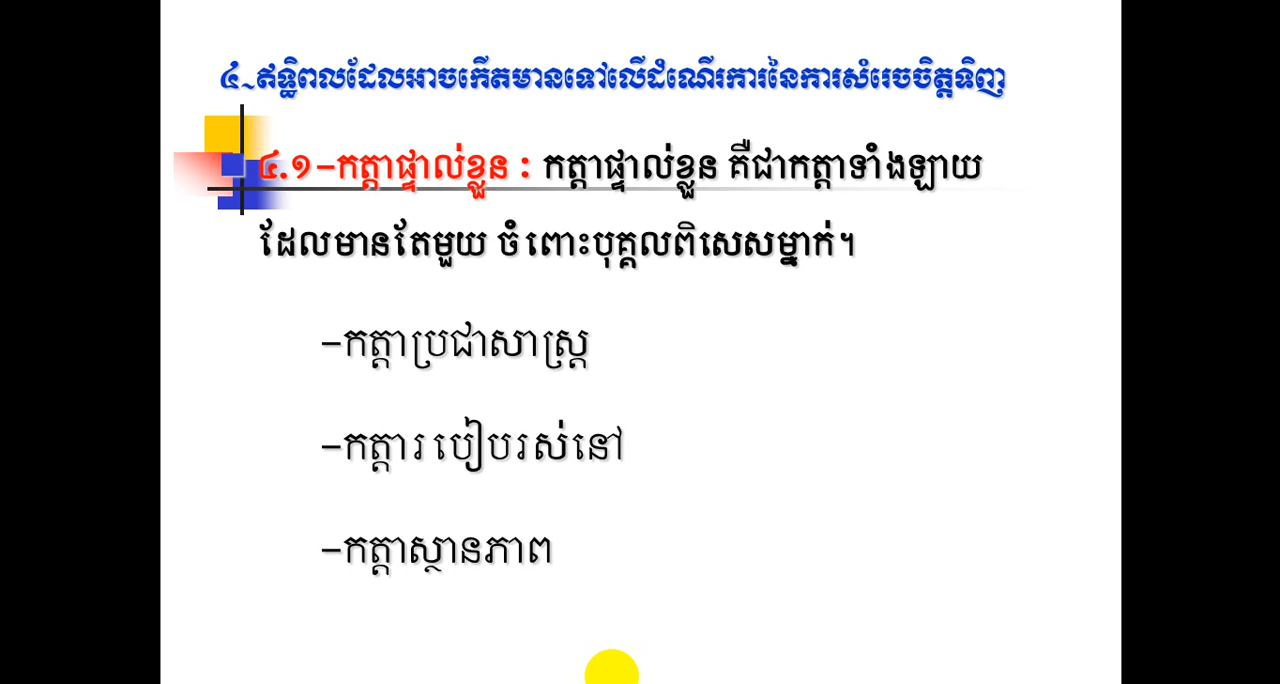 ៤~ឥទ្ធិពលដែលអាចកើតមានទៅលើដំណើរការនៃការសំរេចចិត្តទិញ
៤.១-កត្តាផ្ទាល់ខ្លួន : កត្តាផ្ទាល់ខ្លួន គឺជាកត្តាទាំងឡាយ
ដែលមានតែមួយ ចំពោះបុគ្គលពិសេសម្នាក់។
-កត្តាប្រជាសាស្ត្រ
-កត្តារបៀបរស់នៅ
-កត្តាស្ថានភាព